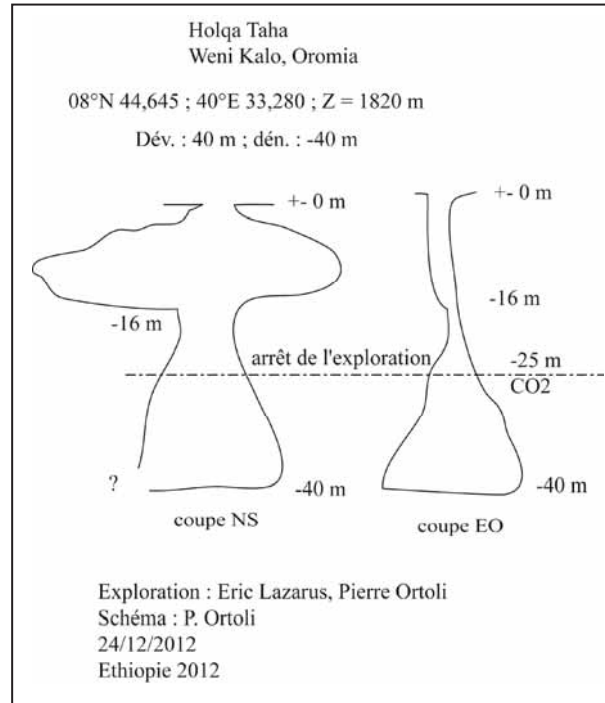 Holqa Taha
Weni Kalo, Oromia
08°N 44,645 ; 40°E 33,280 ; Z = 1820 m
Dév. : 40 m ; dén. : -40 m
+- 0 m
+- 0 m
-16 m
-16 m
arrêt de l'exploration
-25 m
CO2
?
-40 m
-40 m
coupe NS
coupe EO
Exploration : Eric Lazarus, Pierre Ortoli
Schéma : P. Ortoli
24/12/2012
Ethiopie 2012